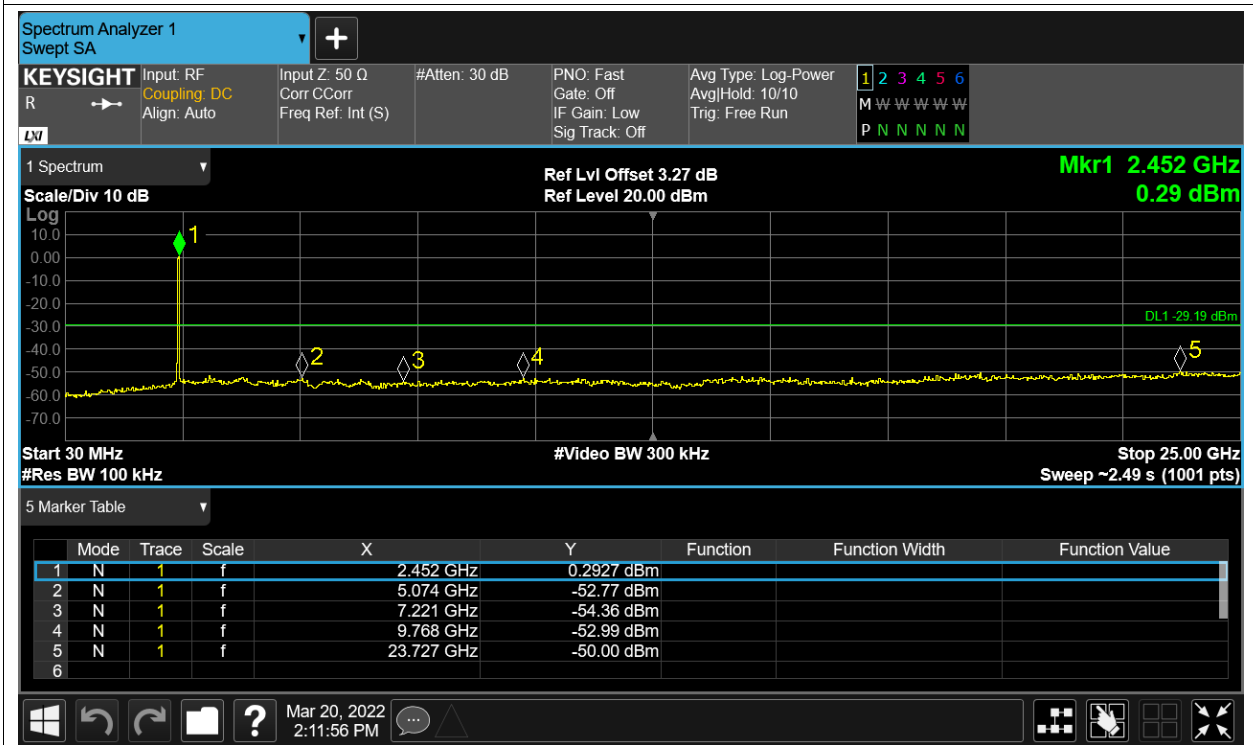 Spectrum Analyzer 1
Swept SA
KEYSIGHT Input: RF Input Z: 50 Ω #Atten: 30 dB PNO: Fast Avg Type: Log-Power 1 2 3 4 5 6
R Coupling: DC Corr CCorr Gate: Off Avg|Hold: 10/10 M W W W W W W
Align: Auto Freq Ref: Int (S) IF Gain: Low Trig: Free Run
LXI Sig Track: Off P N N N N N N
1 Spectrum Ref Lvl Offset 3.27 dB Mkr1 2.452 GHz
Scale/Div 10 dB Ref Level 20.00 dBm 0.29 dBm
Log
10.0 1
0.00
-10.0
-20.0
DL1 -29.19 dBm
-30.0
-40.0
2 3 4 5
-50.0
-60.0
-70.0
Start 30 MHz #Video BW 300 kHz Stop 25.00 GHz
#Res BW 100 kHz Sweep ~2.49 s (1001 pts)
5 Marker Table
Mode Trace Scale X Y Function Function Width Function Value
1 N 1 f 2.452 GHz 0.2927 dBm
2 N 1 f 5.074 GHz -52.77 dBm
3 N 1 f 7.221 GHz -54.36 dBm
4 N 1 f 9.768 GHz -52.99 dBm
5 N 1 f 23.727 GHz -50.00 dBm
6
? Mar 20, 2022
2:11:56 PM